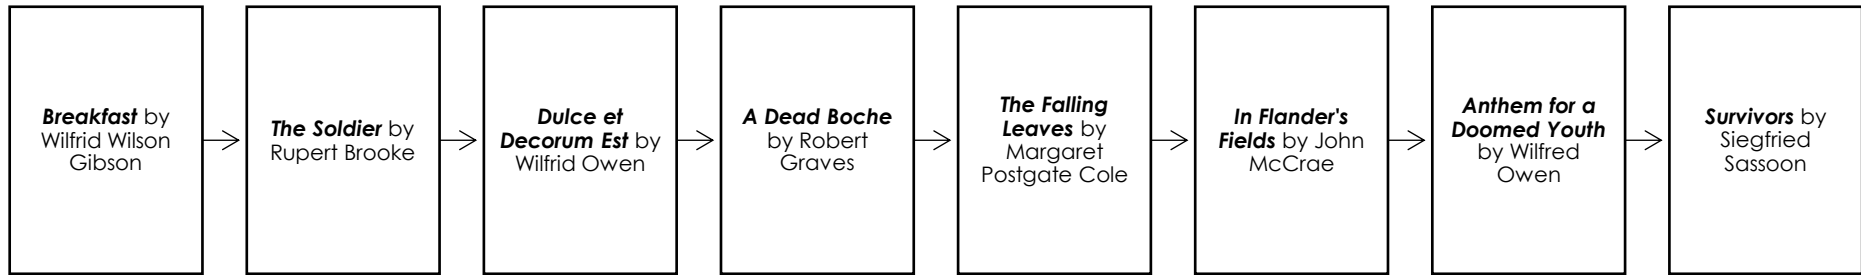 Breakfast by
Wilfrid Wilson
Gibson
The Soldier by
Rupert Brooke
Dulce et
Decorum Est by
Wilfrid Owen
A Dead Boche
by Robert
Graves
The Falling
Leaves by
Margaret
Postgate Cole
In Flander's
Fields by John
McCrae
Anthem for a
Doomed Youth
by Wilfred
Owen
Survivors by
Siegfried
Sassoon